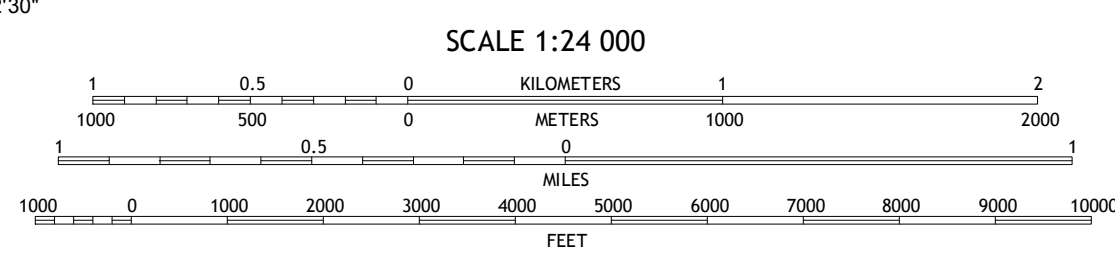 2'30"
SCALE 1:24 000
1 0.5 0 KILOMETERS 1 2
1000 500 0 METERS 1000 2000
1 0.5 0 1
MILES
1000 0 1000 2000 3000 4000 5000 6000 7000 8000 9000 10000
FEET